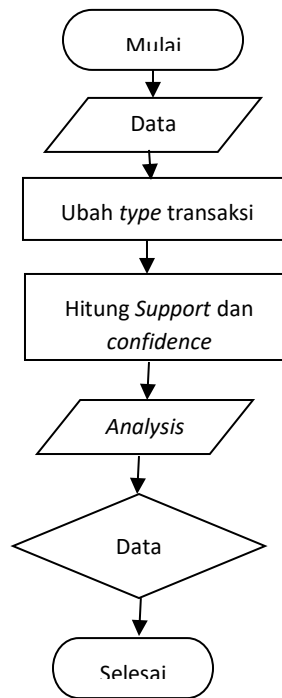 Mulai
Data
Ubah type transaksi
Hitung Support dan
confidence
Analysis
Data
Selesai